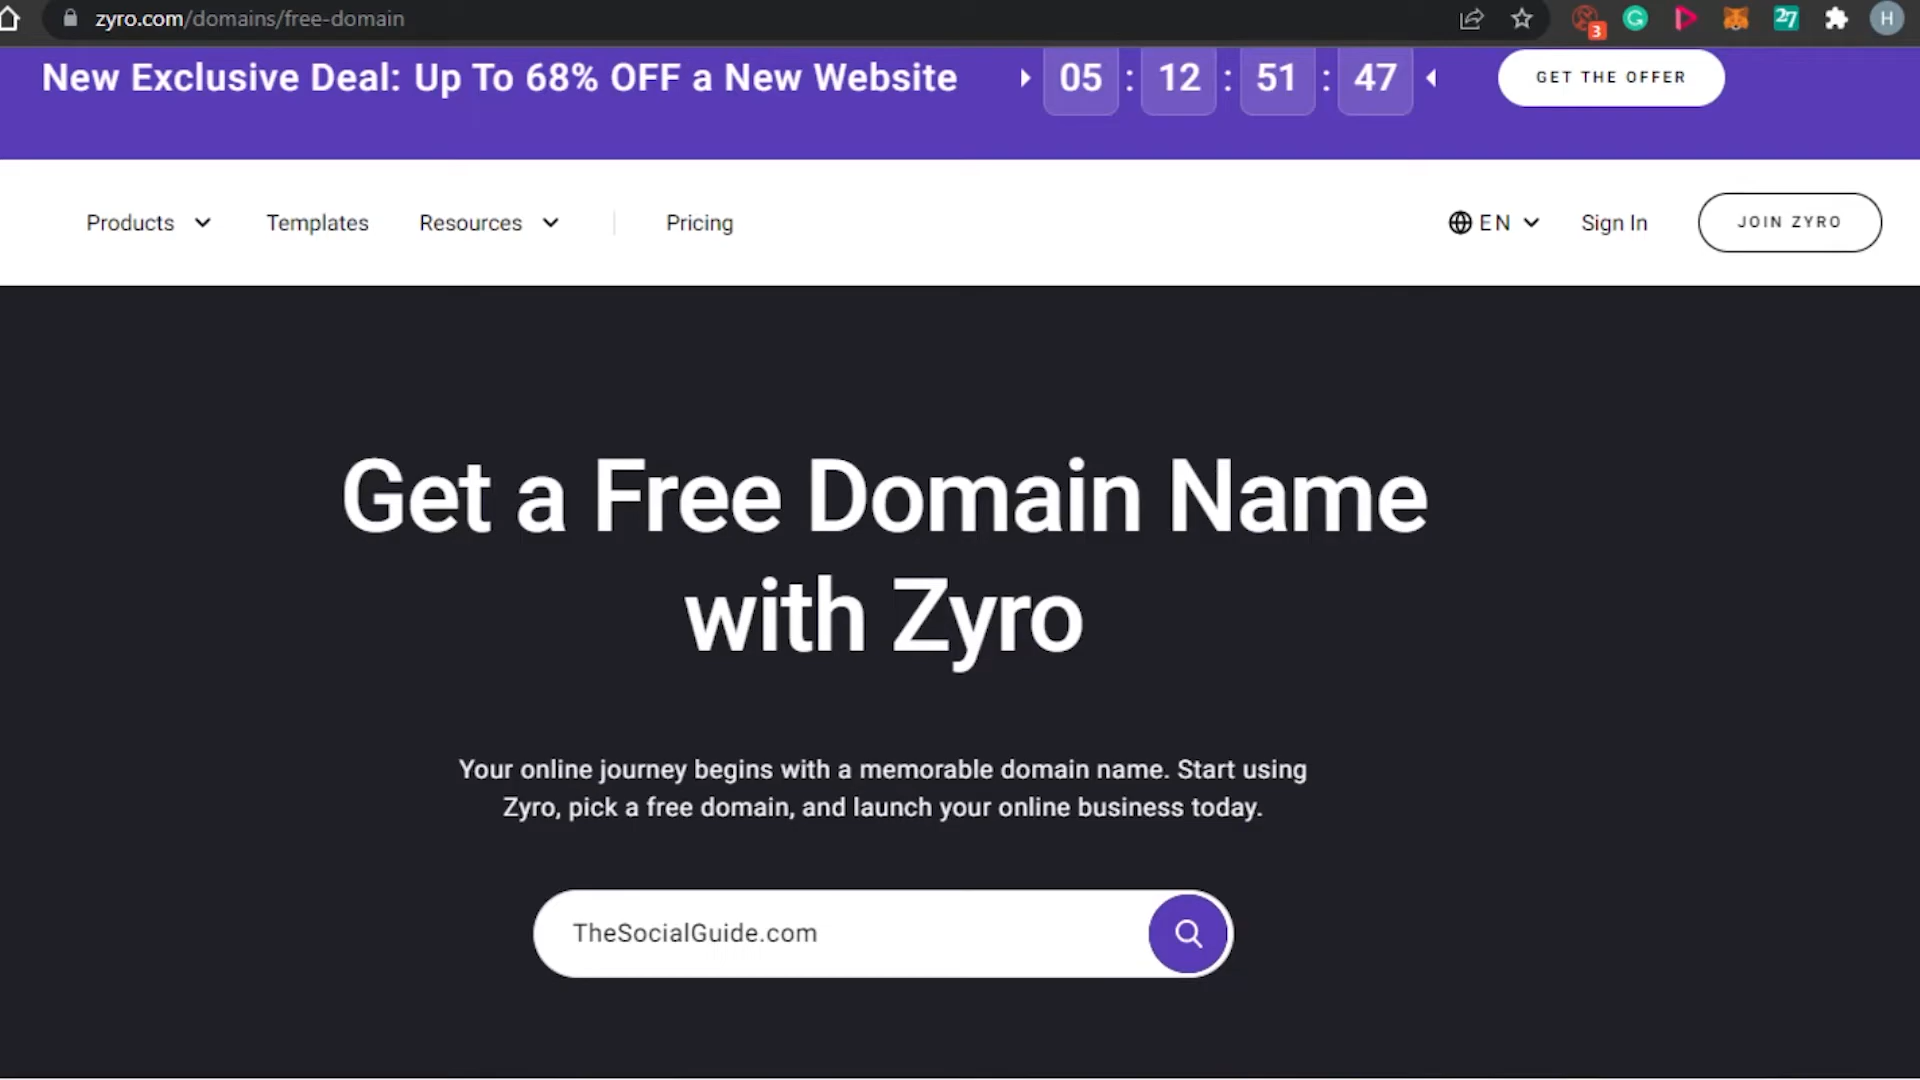 zyro.com/domains/free-domain
3
27
H
New Exclusive Deal: Up To 68% OFF a New Website
05 : 12 : 51 : 47
GET THE OFFER
Products
Templates
Resources
Pricing
EN
Sign In
JOIN ZYRO
Get a Free Domain Name
with Zyro
Your online journey begins with a memorable domain name. Start using
Zyro, pick a free domain, and launch your online business today.
TheSocialGuide.com